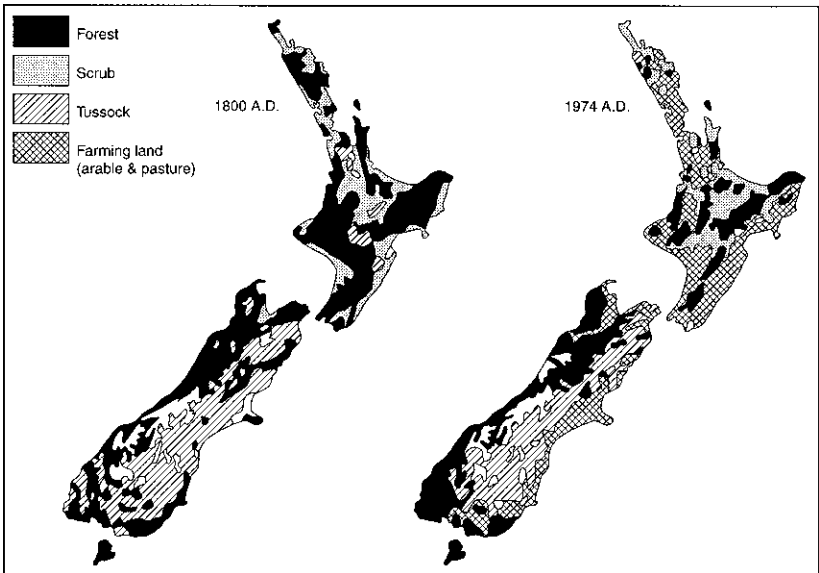 Forest
Scrub
Tussock
Farming land
(arable & pasture)
1800 A.D.
1974 A.D.